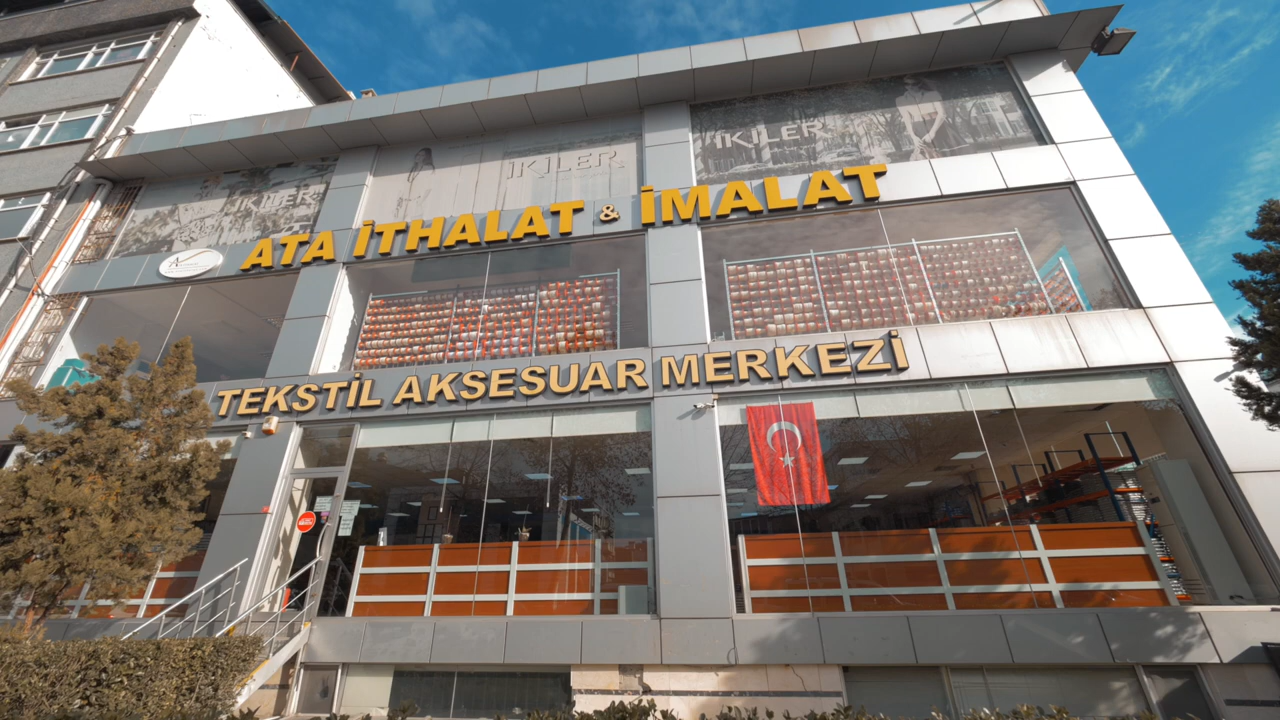 İKİLER
İKİLER
İKİLER
ATA İTHALAT & İMALAT
TEKSTİL AKSESUAR MERKEZİ